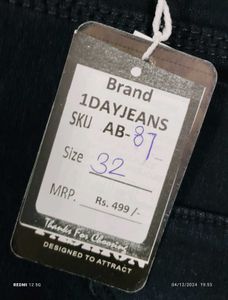 Brand
1DAYJEANS
SKU AB-87
Size 32
MRP. Rs. 499 /-
Thanks For Choosing
DESIGNED TO ATTRACT
REDMI 12 5G
04/12/2024 19:53